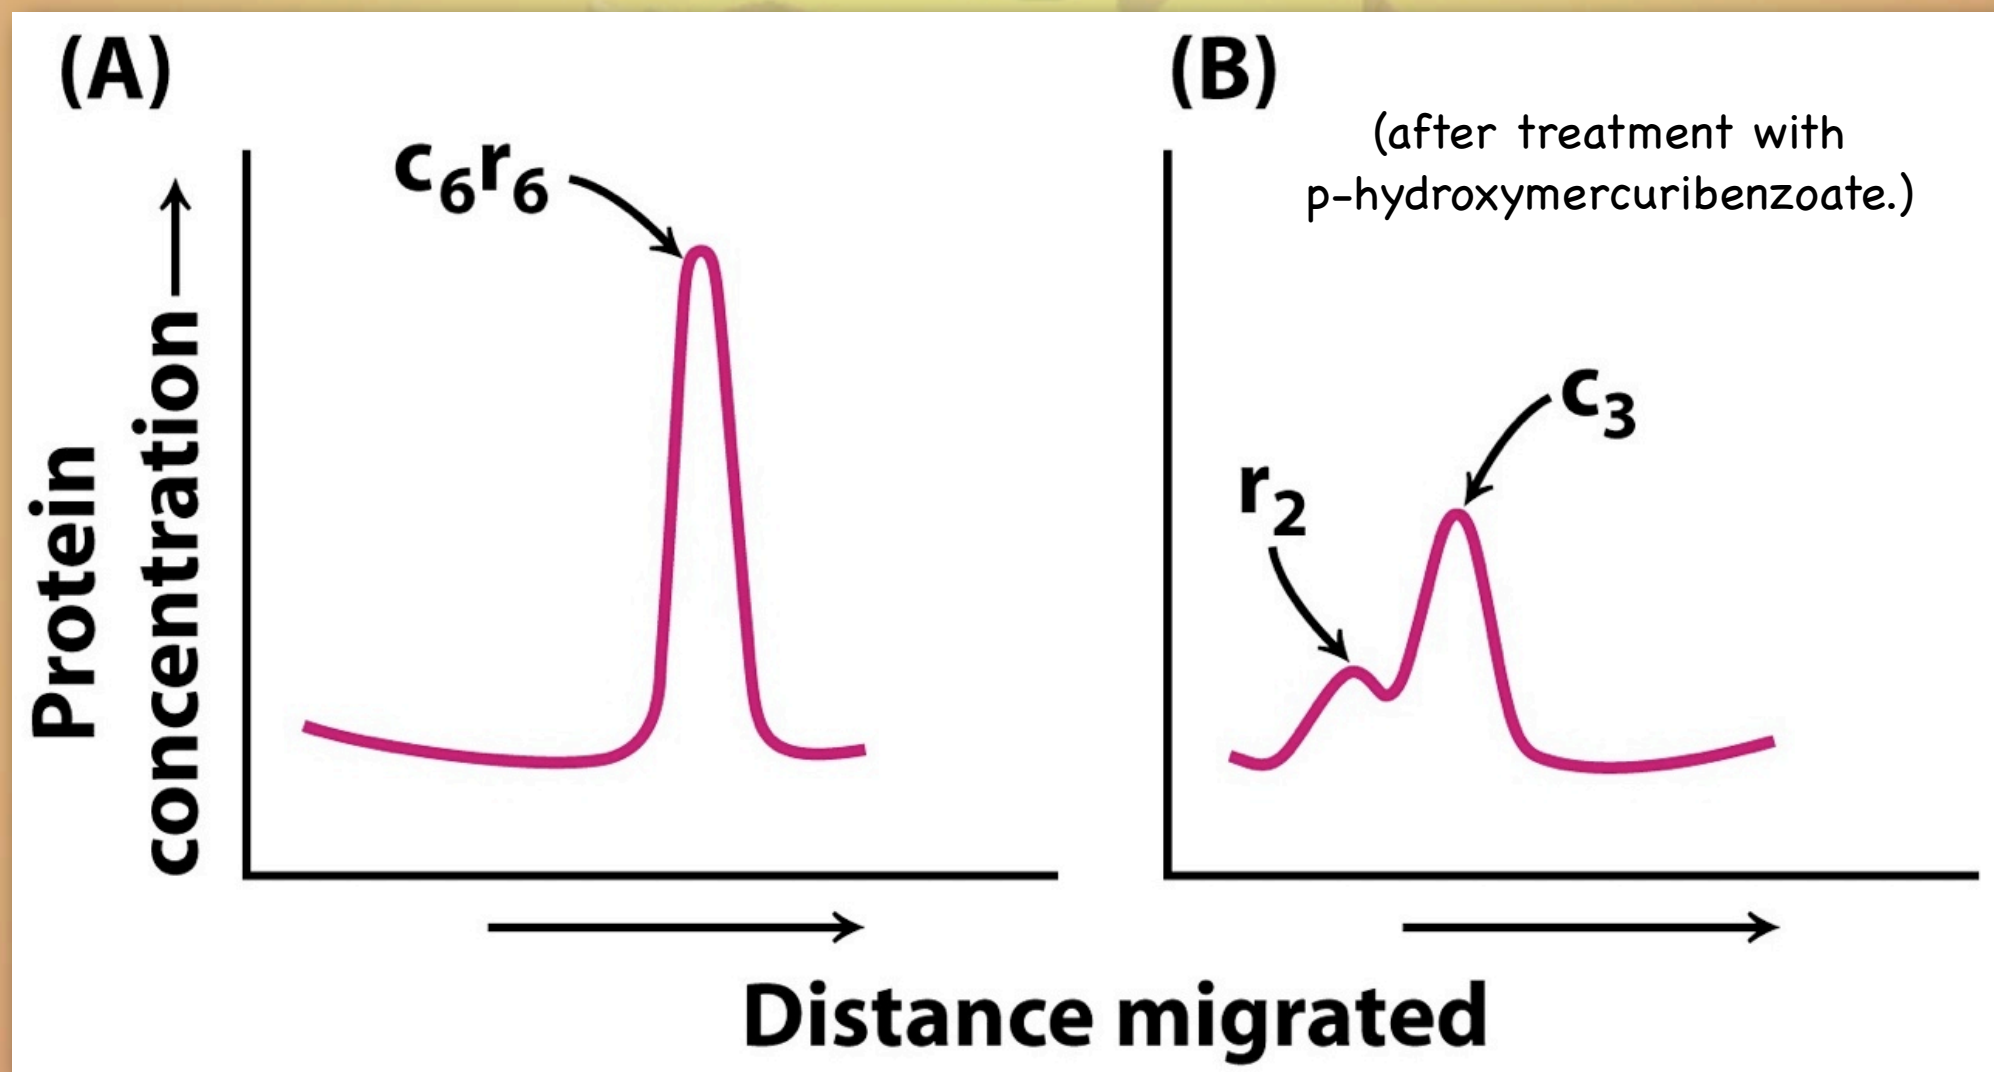 (A)
c₆r₆
Protein
concentration
(B)
(after treatment with
p-hydroxymercuribenzoate.)
r₂
c₃
Distance migrated